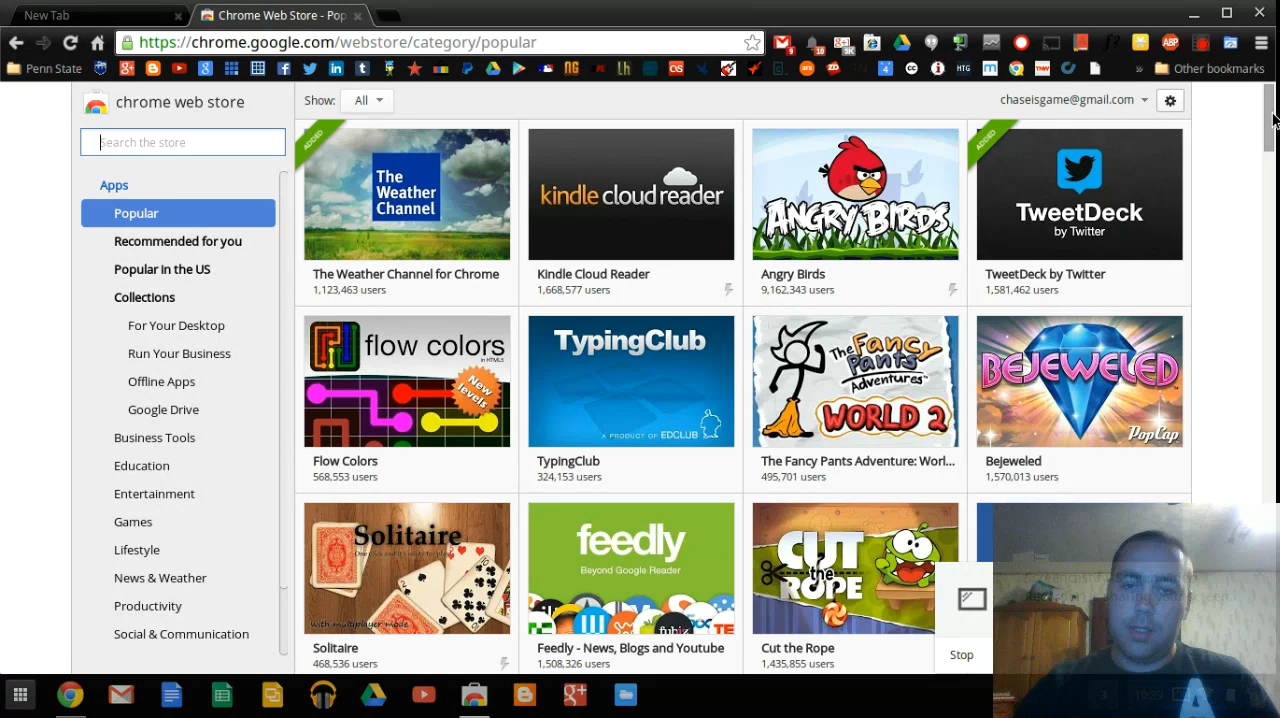 New Tab
Chrome Web Store - Pop
https://chrome.google.com/webstore/category/popular
Penn State
Other bookmarks
chrome web store
Show: All
chaseisgame@gmail.com
Search the store
Apps
Popular
Recommended for you
Popular in the US
Collections
For Your Desktop
Run Your Business
Offline Apps
Google Drive
Business Tools
Education
Entertainment
Games
Lifestyle
News & Weather
Productivity
Social & Communication
ADDED
The
Weather
Channel
The Weather Channel for Chrome
1,123,463 users
kindle cloud reader
Kindle Cloud Reader
1,668,577 users
ANGRY BIRDS
Angry Birds
9,162,343 users
ADDED
TweetDeck
by Twitter
TweetDeck by Twitter
1,581,462 users
flow colors
in HTML5
New
levels
Flow Colors
568,553 users
TypingClub
A PRODUCT OF EDCLUB
TypingClub
324,153 users
The Fancy
Pants
Adventures
WORLD 2
The Fancy Pants Adventure: Worl...
495,701 users
BEJEWELED
PopCap
Bejeweled
1,570,013 users
Solitaire
with multiplayer mode
Solitaire
468,536 users
feedly
Beyond Google Reader
Feedly - News, Blogs and Youtube
1,508,326 users
CUT
the
ROPE
Cut the Rope
1,435,855 users
Stop
3
10:39